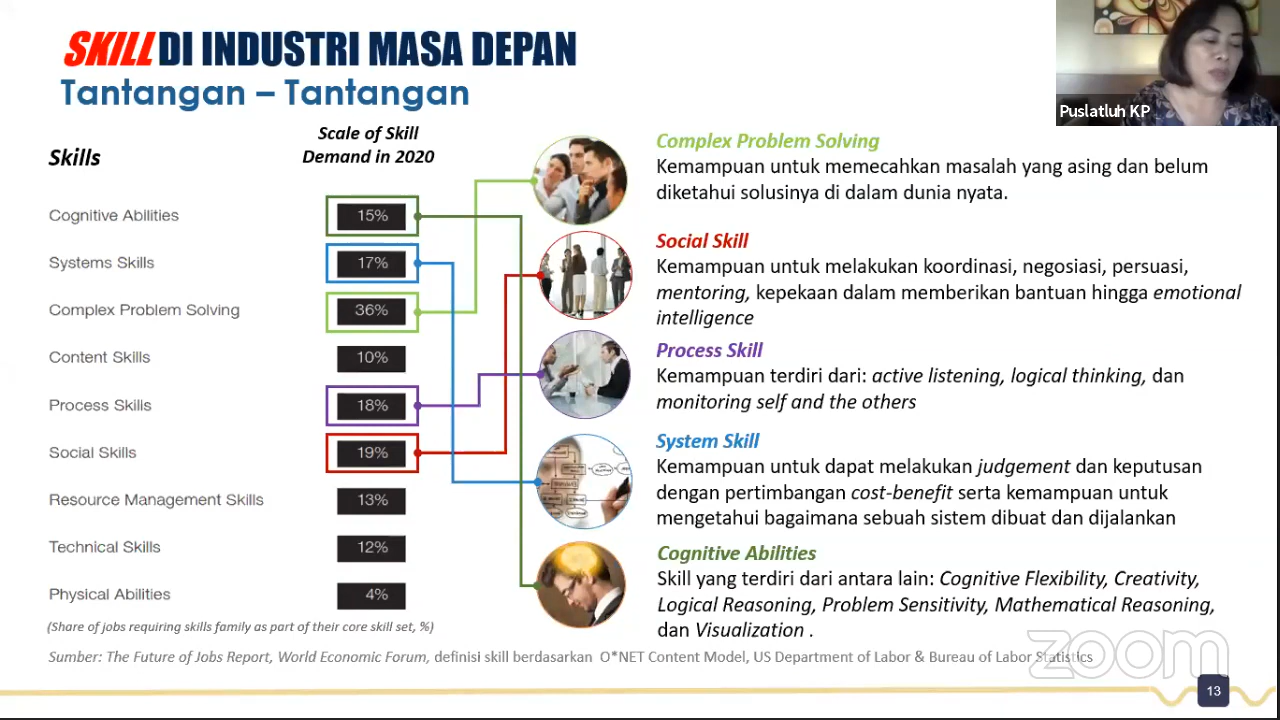 SKILL DI INDUSTRI MASA DEPAN
Tantangan – Tantangan
Puslatluh KP
Skills
Scale of Skill
Demand in 2020
Cognitive Abilities 15%
Systems Skills 17%
Complex Problem Solving 36%
Content Skills 10%
Process Skills 18%
Social Skills 19%
Resource Management Skills 13%
Technical Skills 12%
Physical Abilities 4%
(Share of jobs requiring skills family as part of their core skill set, %)
Complex Problem Solving
Kemampuan untuk memecahkan masalah yang asing dan belum
diketahui solusinya di dalam dunia nyata.
Social Skill
Kemampuan untuk melakukan koordinasi, negosiasi, persuasi,
mentoring, kepekaan dalam memberikan bantuan hingga emotional
intelligence
Process Skill
Kemampuan terdiri dari: active listening, logical thinking, dan
monitoring self and the others
System Skill
Kemampuan untuk dapat melakukan judgement dan keputusan
dengan pertimbangan cost-benefit serta kemampuan untuk
mengetahui bagaimana sebuah sistem dibuat dan dijalankan
Cognitive Abilities
Skill yang terdiri dari antara lain: Cognitive Flexibility, Creativity,
Logical Reasoning, Problem Sensitivity, Mathematical Reasoning,
dan Visualization .
Sumber: The Future of Jobs Report, World Economic Forum, definisi skill berdasarkan O*NET Content Model, US Department of Labor & Bureau of Labor Statistics
zoom
13